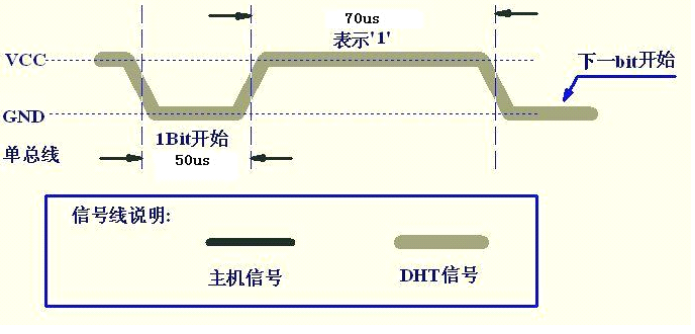 70us
表示'1'
VCC
下一bit开始
GND
1Bit开始
单总线
50us
信号线说明:
主机信号
DHT信号